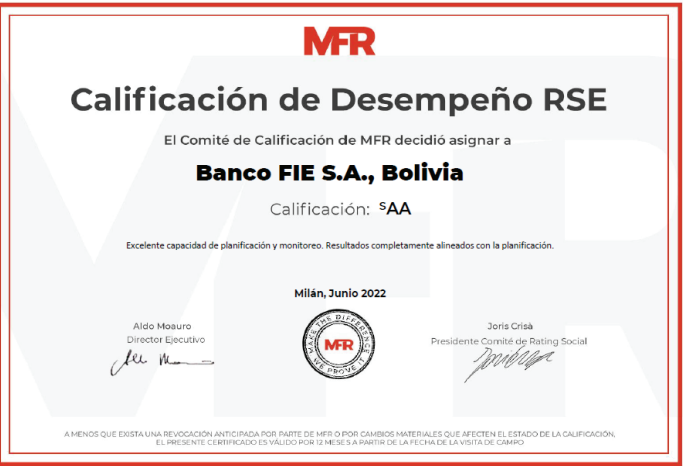 MFR
Calificación de Desempeño RSE
El Comité de Calificación de MFR decidió asignar a
Banco FIE S.A., Bolivia
Calificación: sAA
Excelente capacidad de planificación y monitoreo. Resultados completamente alineados con la planificación.
Milán, Junio 2022
Aldo Moauro
Director Ejecutivo
MAKE THE DIFFERENCE
MFR
WE PROVE IT
Joris Crisà
Presidente Comité de Rating Social
A MENOS QUE EXISTA UNA REVOCACIÓN ANTICIPADA POR PARTE DE MFR O POR CAMBIOS MATERIALES QUE AFECTEN EL ESTADO DE LA CALIFICACIÓN,
EL PRESENTE CERTIFICADO ES VÁLIDO POR 12 MESES A PARTIR DE LA FECHA DE LA VISITA DE CAMPO